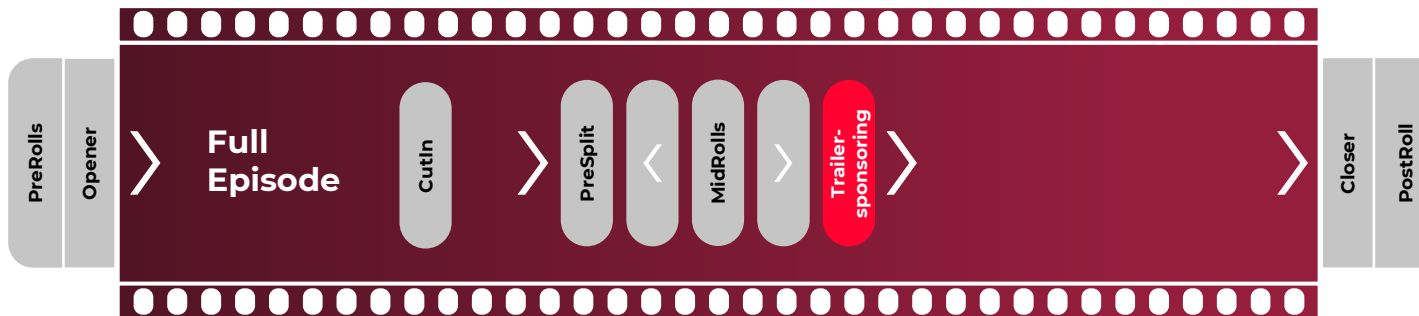 PreRolls
Opener
Full
Episode
CutIn
PreSplit
MidRolls
Trailer-
sponsoring
Closer
PostRoll